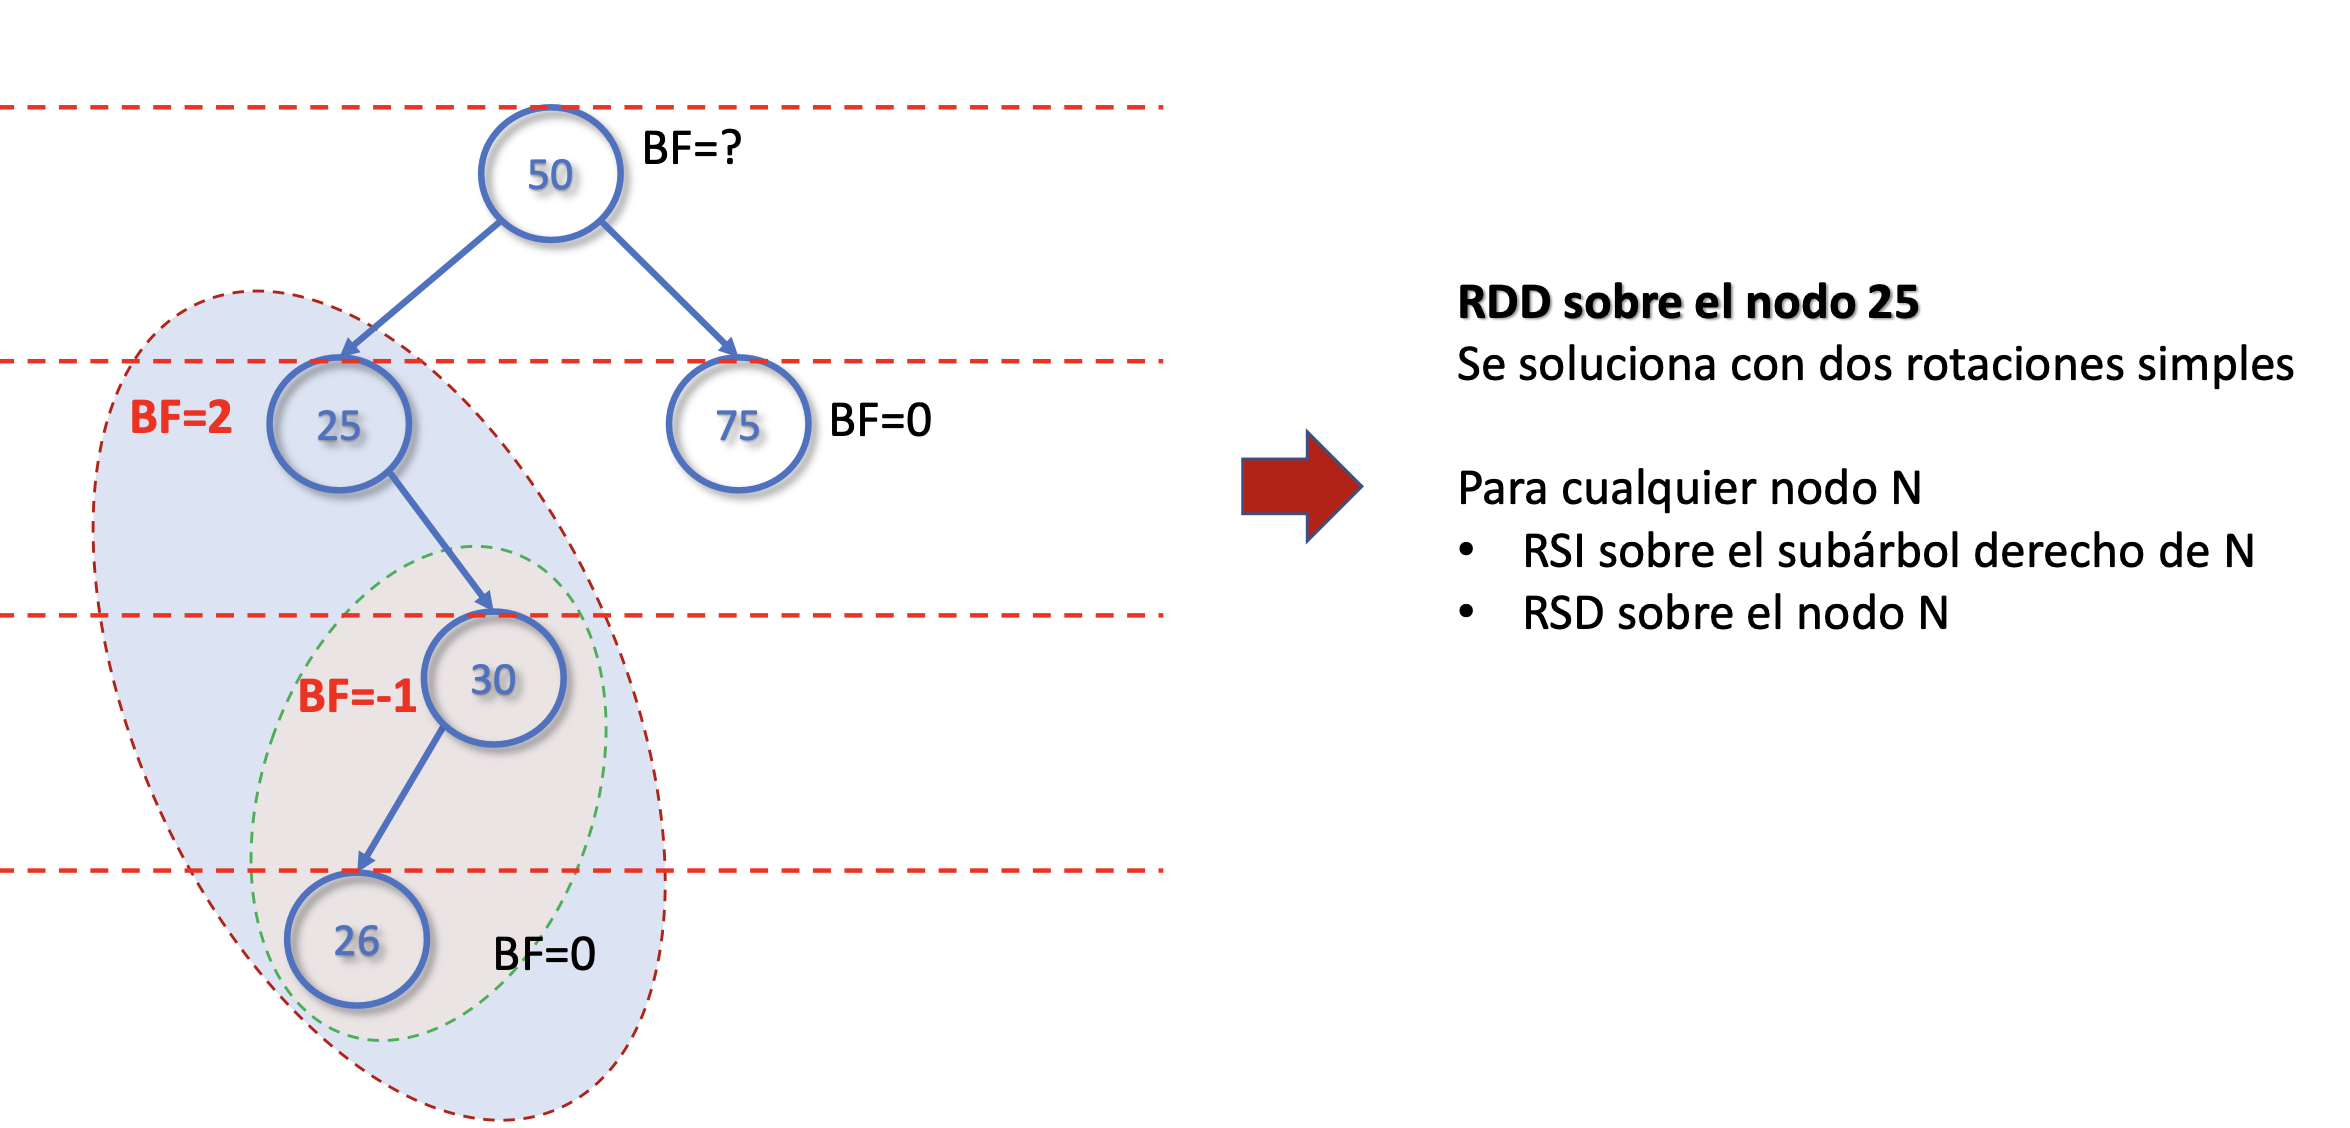 50
BF=?
BF=2
25
75
BF=0
BF=-1
30
26
BF=0
RDD sobre el nodo 25
Se soluciona con dos rotaciones simples
Para cualquier nodo N
• RSI sobre el subárbol derecho de N
• RSD sobre el nodo N